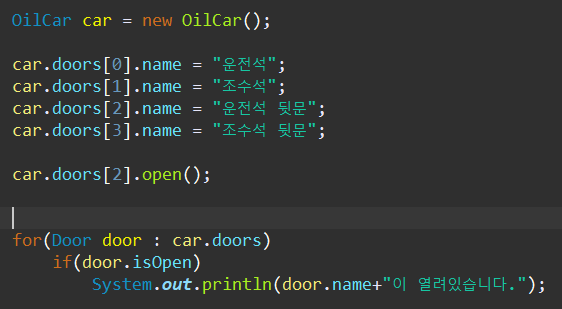 OilCar car = new OilCar();
car.doors[0].name = "운전석";
car.doors[1].name = "조수석";
car.doors[2].name = "운전석 뒷문";
car.doors[3].name = "조수석 뒷문";
car.doors[2].open();
for(Door door : car.doors)
if(door.isOpen)
System.out.println(door.name+"이 열려있습니다.");